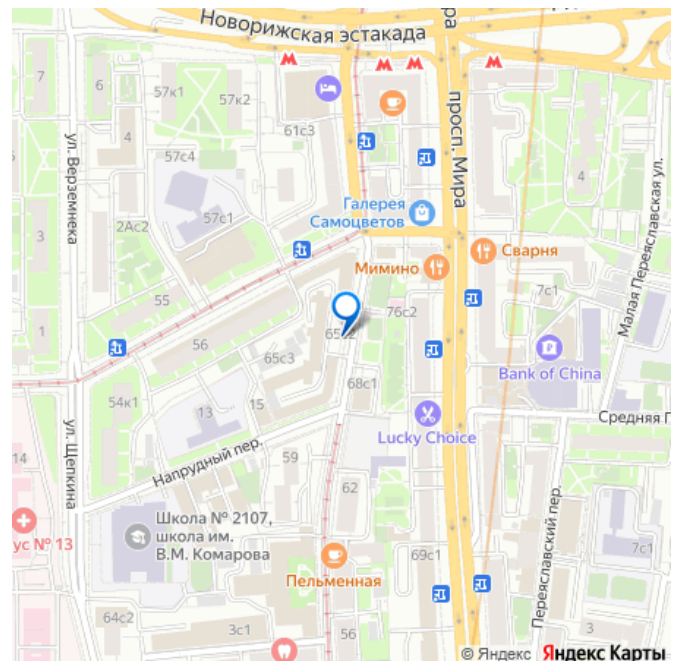 Новорижская эстакада
ра
7
6
57к1
57к2
61с3
4
57с4
просп. Мира
ул. Верземнека
4
Малая Переяславская ул.
Галерея
Самоцветов
57с1
2Ас2
3
Сварня
Мимино
55
7с1
76с2
1
56
65с3
Bank of China
68с1
54к1
13
15
Средняя П
Lucky Choice
ул. Щепкина
Напрудный пер.
14
59
62
Школа № 2107,
школа им.
В.М. Комарова
ус № 13
Переяславский пер.
7с1
69с1
Пельменная
64с2
3с1
56
3
© Яндекс Яндекс Карты